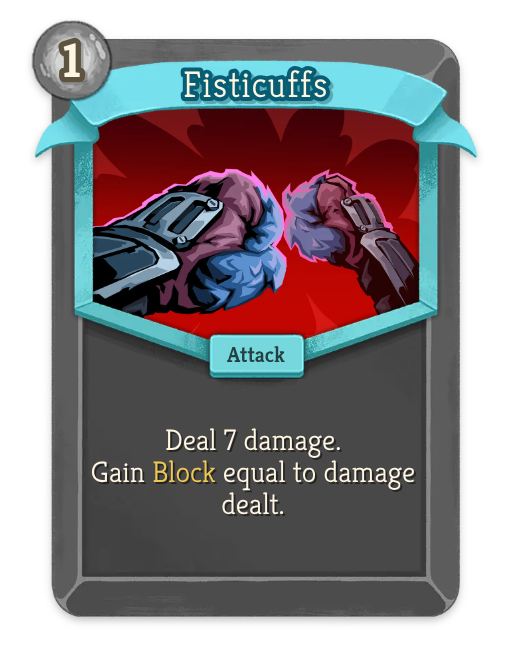 1
Fisticuffs
Attack
Deal 7 damage.
Gain Block equal to damage
dealt.